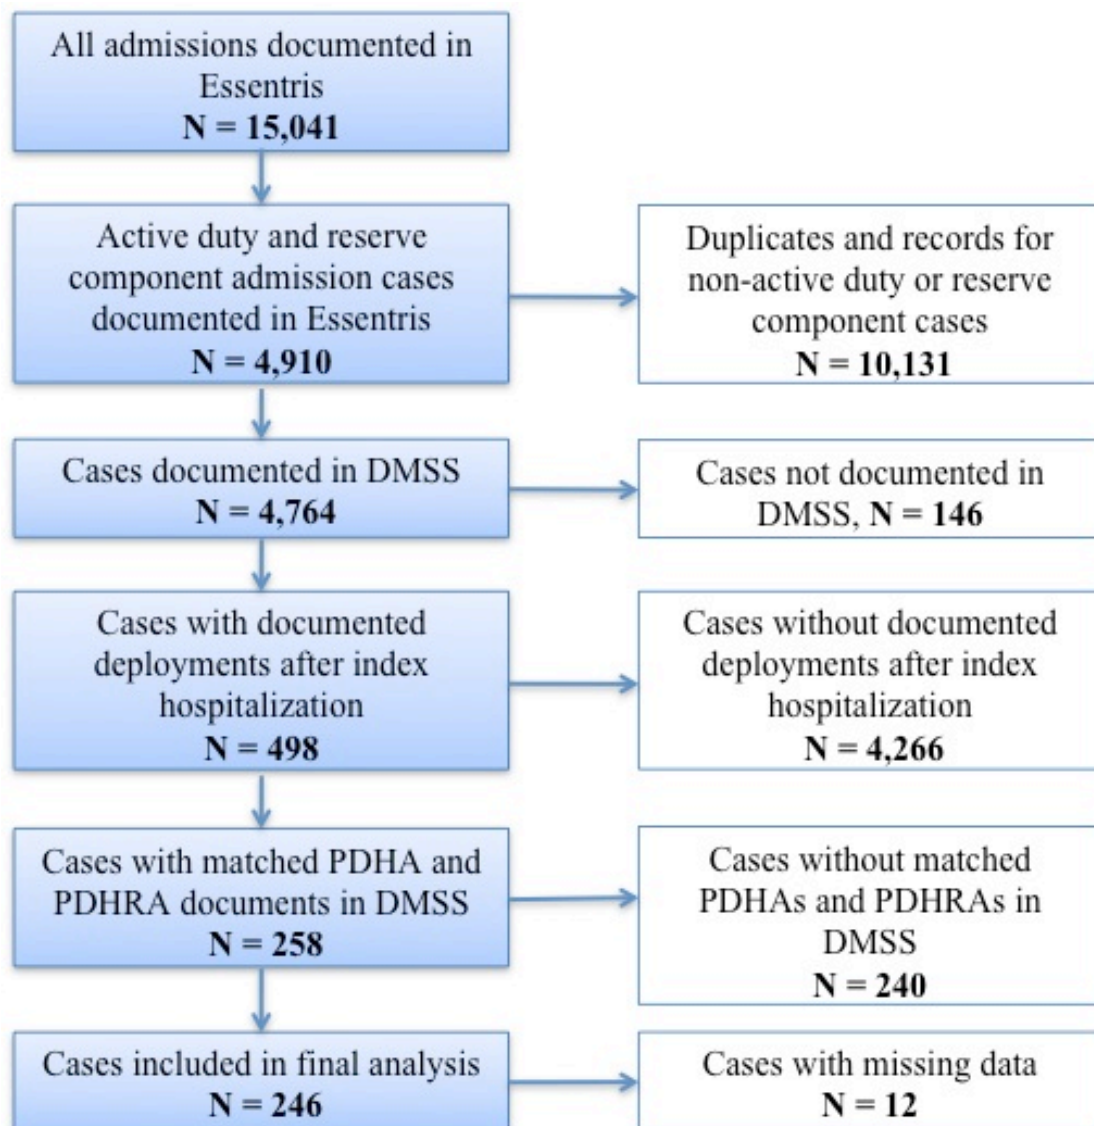 All admissions documented in
Essentris
N = 15,041
Active duty and reserve
component admission cases
documented in Essentris
N = 4,910
Duplicates and records for
non-active duty or reserve
component cases
N = 10,131
Cases documented in DMSS
N = 4,764
Cases not documented in
DMSS, N = 146
Cases with documented
deployments after index
hospitalization
N = 498
Cases without documented
deployments after index
hospitalization
N = 4,266
Cases with matched PDHA and
PDHRA documents in DMSS
N = 258
Cases without matched
PDHAs and PDHRAs in
DMSS
N = 240
Cases included in final analysis
N = 246
Cases with missing data
N = 12